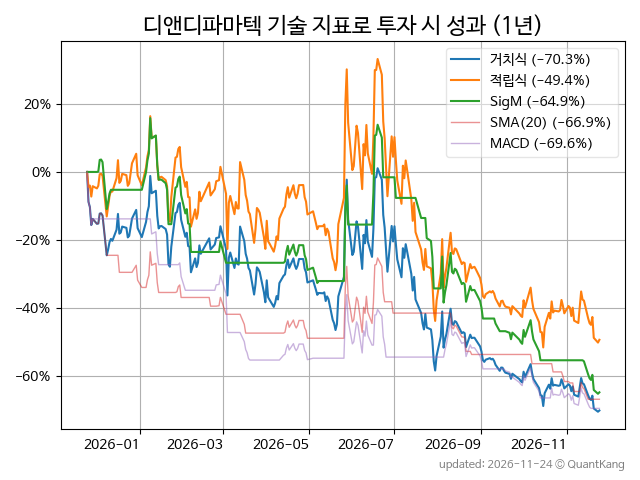 디앤디파마텍 기술 지표로 투자 시 성과 (1년)
거치식 (−70.3%)
적립식 (−49.4%)
SigM (−64.9%)
SMA(20) (−66.9%)
MACD (−69.6%)
20%
0%
−20%
−40%
−60%
2026-01 2026-03 2026-05 2026-07 2026-09 2026-11
updated: 2026-11-24 © QuantKang